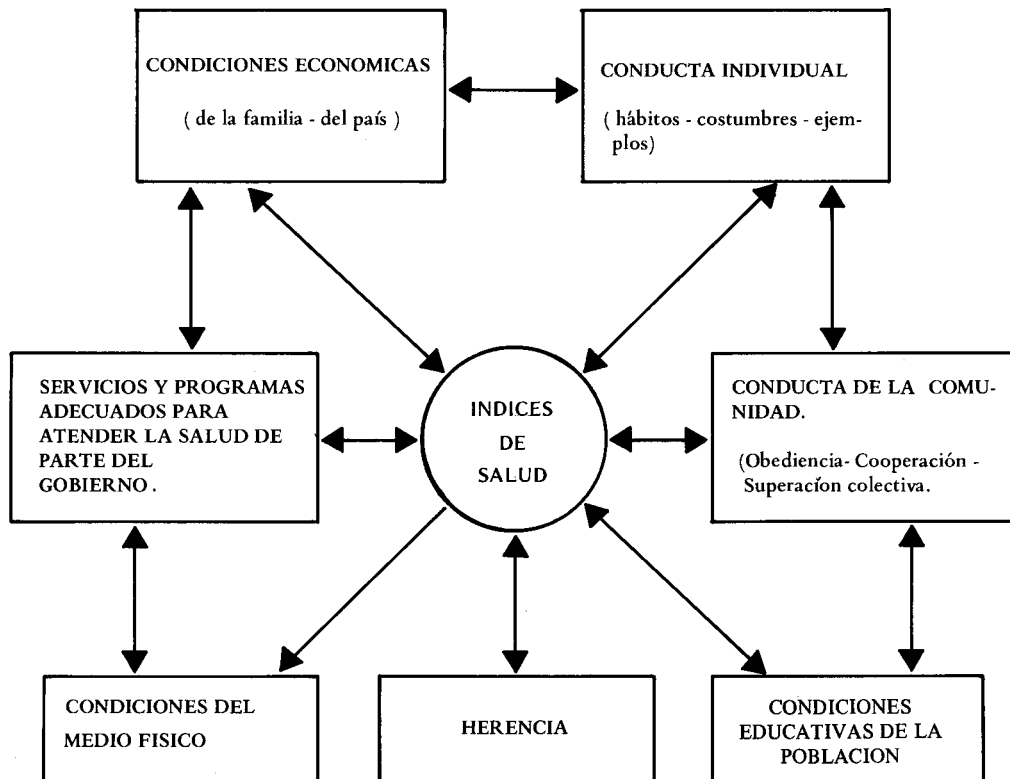 CONDICIONES ECONOMICAS
( de la familia - del país )
CONDUCTA INDIVIDUAL
( hábitos - costumbres - ejem-
plos)
SERVICIOS Y PROGRAMAS
ADECUADOS PARA
ATENDER LA SALUD DE
PARTE DEL
GOBIERNO .
INDICES
DE
SALUD
CONDUCTA DE LA COMU-
NIDAD.
(Obediencia- Cooperación -
Superacíon colectiva.
CONDICIONES DEL
MEDIO FISICO
HERENCIA
CONDICIONES
EDUCATIVAS DE LA
POBLACION